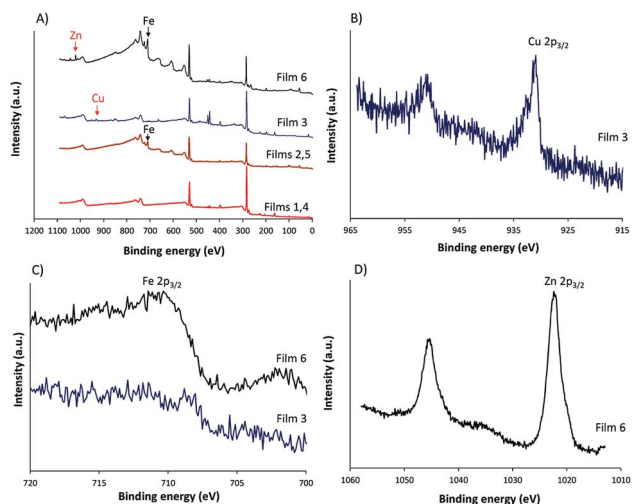 A)
Zn
Fe
Film 6
Cu
Film 3
Fe
Films 2,5
Films 1,4
Intensity (a.u.)
1200 1100 1000 900 800 700 600 500 400 300 200 100 0
Binding energy (eV)
B)
Cu 2p3/2
Film 3
Intensity (a.u.)
965 955 945 935 925 915
Binding energy (eV)
C)
Fe 2p3/2
Film 6
Film 3
Intensity (a.u.)
720 715 710 705 700
Binding energy (eV)
D)
Zn 2p3/2
Film 6
Intensity (a.u.)
1060 1050 1040 1030 1020 1010
Binding energy (eV)